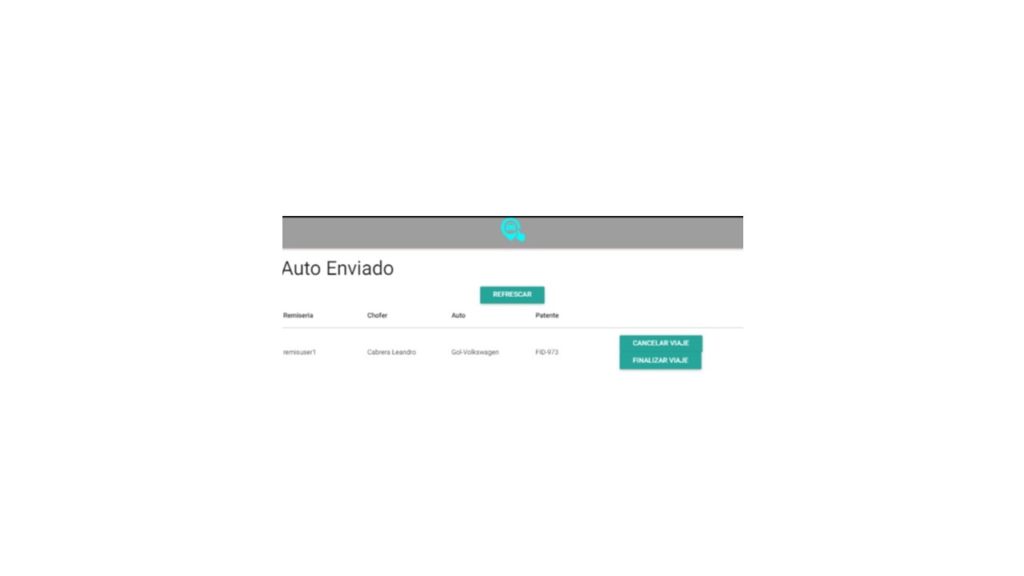 Auto Enviado
REFRESCAR
Remiseria Chofer Auto Patente
remisuser1 Cabrera Leandro Gol-Volkswagen FID-973
CANCELAR VIAJE
FINALIZAR VIAJE